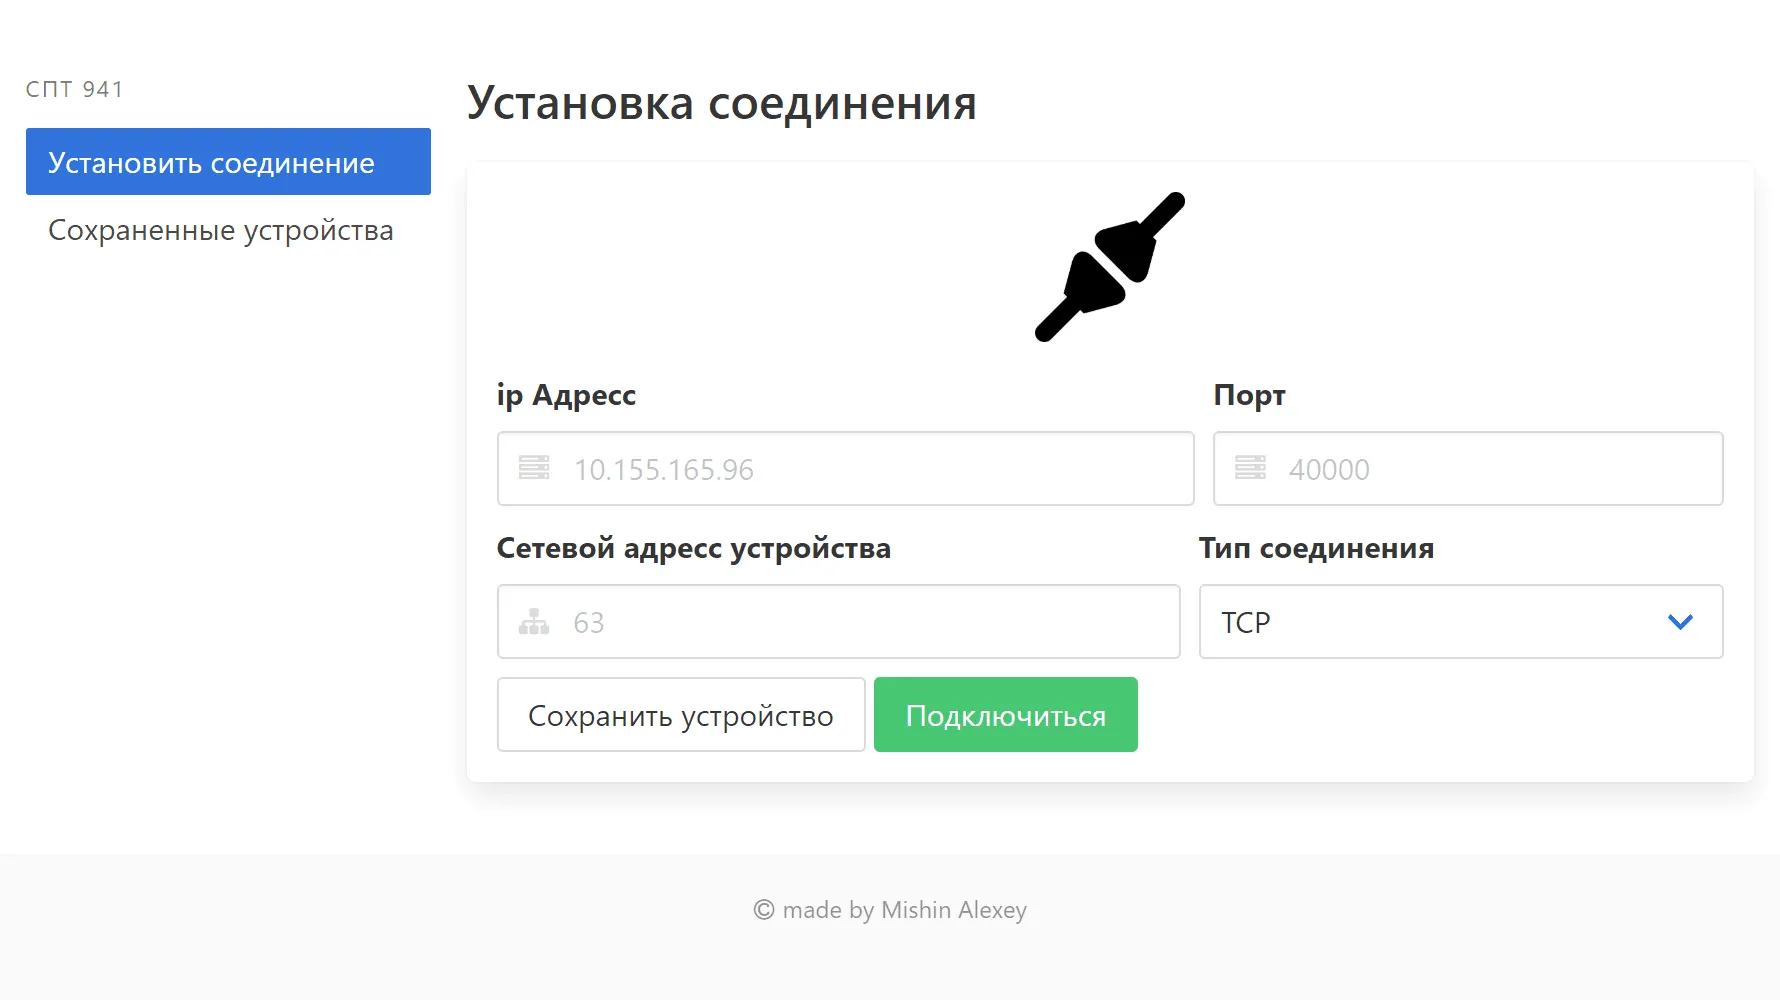 СПТ 941
Установить соединение
Сохраненные устройства
Установка соединения
ip Адресс
Порт
10.155.165.96
40000
Сетевой адресс устройства
Тип соединения
63
TCP
Сохранить устройство
Подключиться
© made by Mishin Alexey